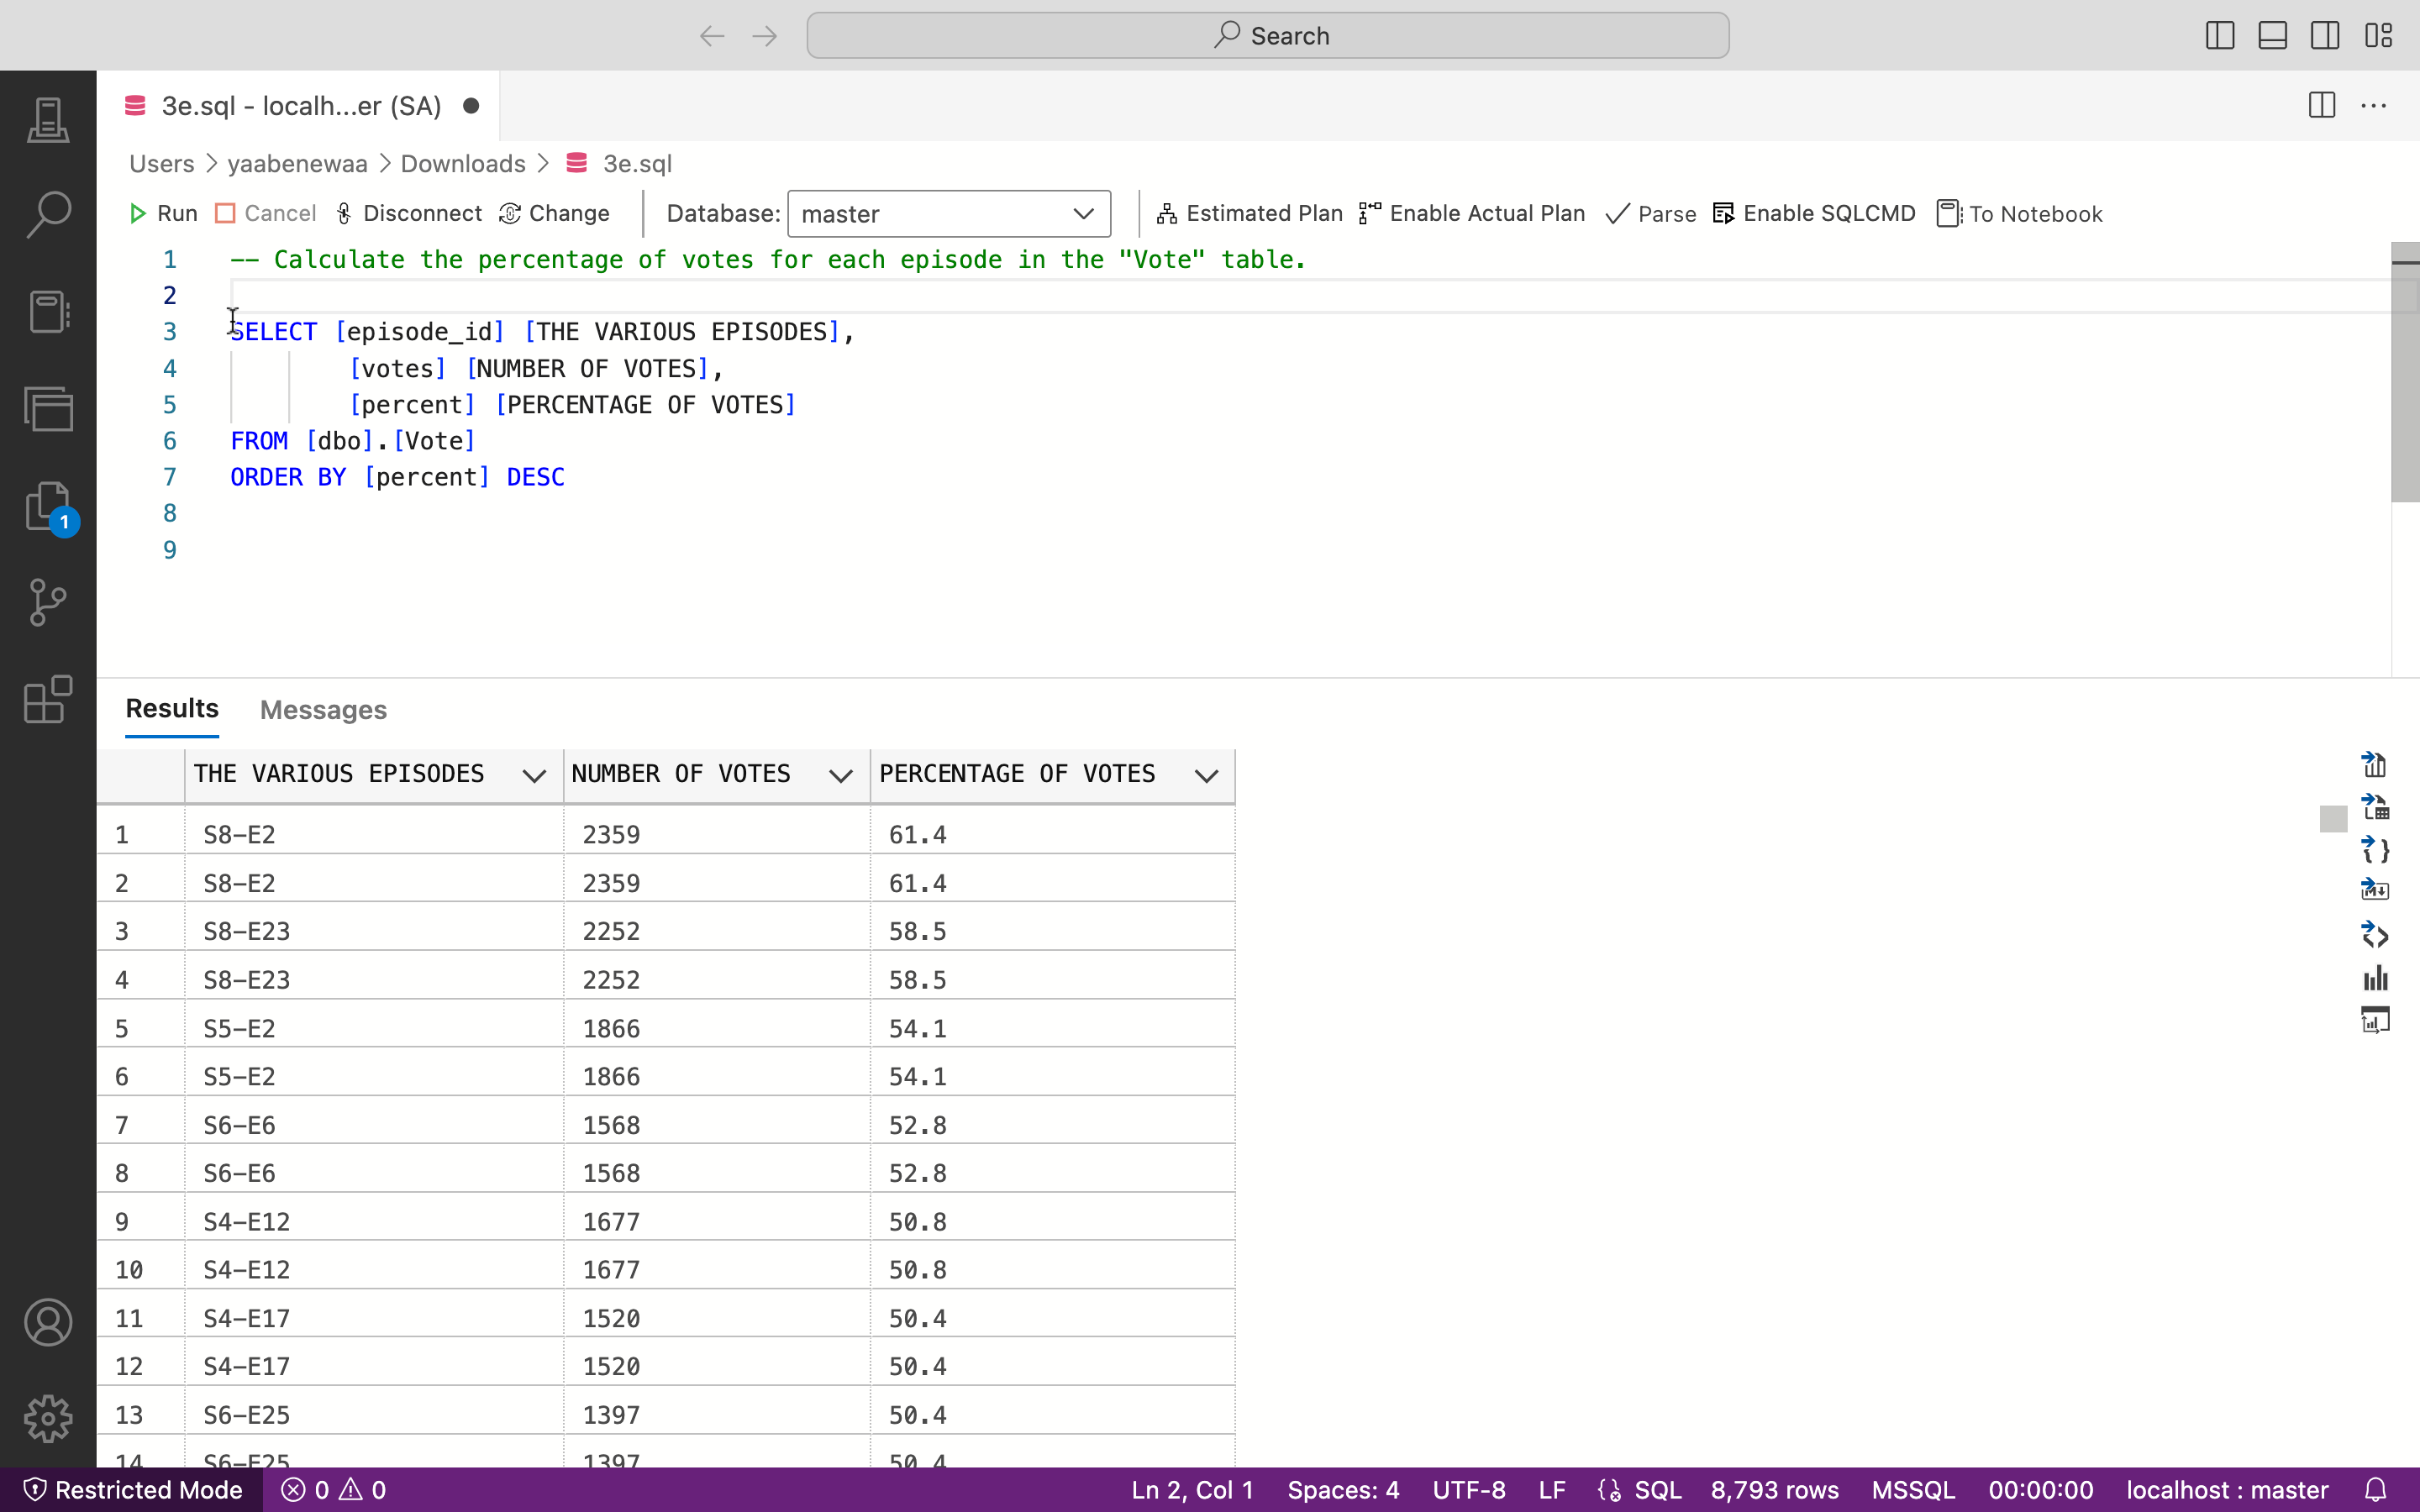 Search
3e.sql - localh...er (SA)
Users > yaabenewaa > Downloads > 3e.sql
Run Cancel Disconnect Change Database: master Estimated Plan Enable Actual Plan Parse Enable SQLCMD To Notebook
1 -- Calculate the percentage of votes for each episode in the "Vote" table.
2
3 SELECT [episode_id] [THE VARIOUS EPISODES],
4 [votes] [NUMBER OF VOTES],
5 [percent] [PERCENTAGE OF VOTES]
6 FROM [dbo].[Vote]
7 ORDER BY [percent] DESC
8
9
1
Results Messages
THE VARIOUS EPISODES NUMBER OF VOTES PERCENTAGE OF VOTES
1 S8-E2 2359 61.4
2 S8-E2 2359 61.4
3 S8-E23 2252 58.5
4 S8-E23 2252 58.5
5 S5-E2 1866 54.1
6 S5-E2 1866 54.1
7 S6-E6 1568 52.8
8 S6-E6 1568 52.8
9 S4-E12 1677 50.8
10 S4-E12 1677 50.8
11 S4-E17 1520 50.4
12 S4-E17 1520 50.4
13 S6-E25 1397 50.4
14 S6-E25 1397 50.4
Restricted Mode 0 0 Ln 2, Col 1 Spaces: 4 UTF-8 LF SQL 8,793 rows MSSQL 00:00:00 localhost : master